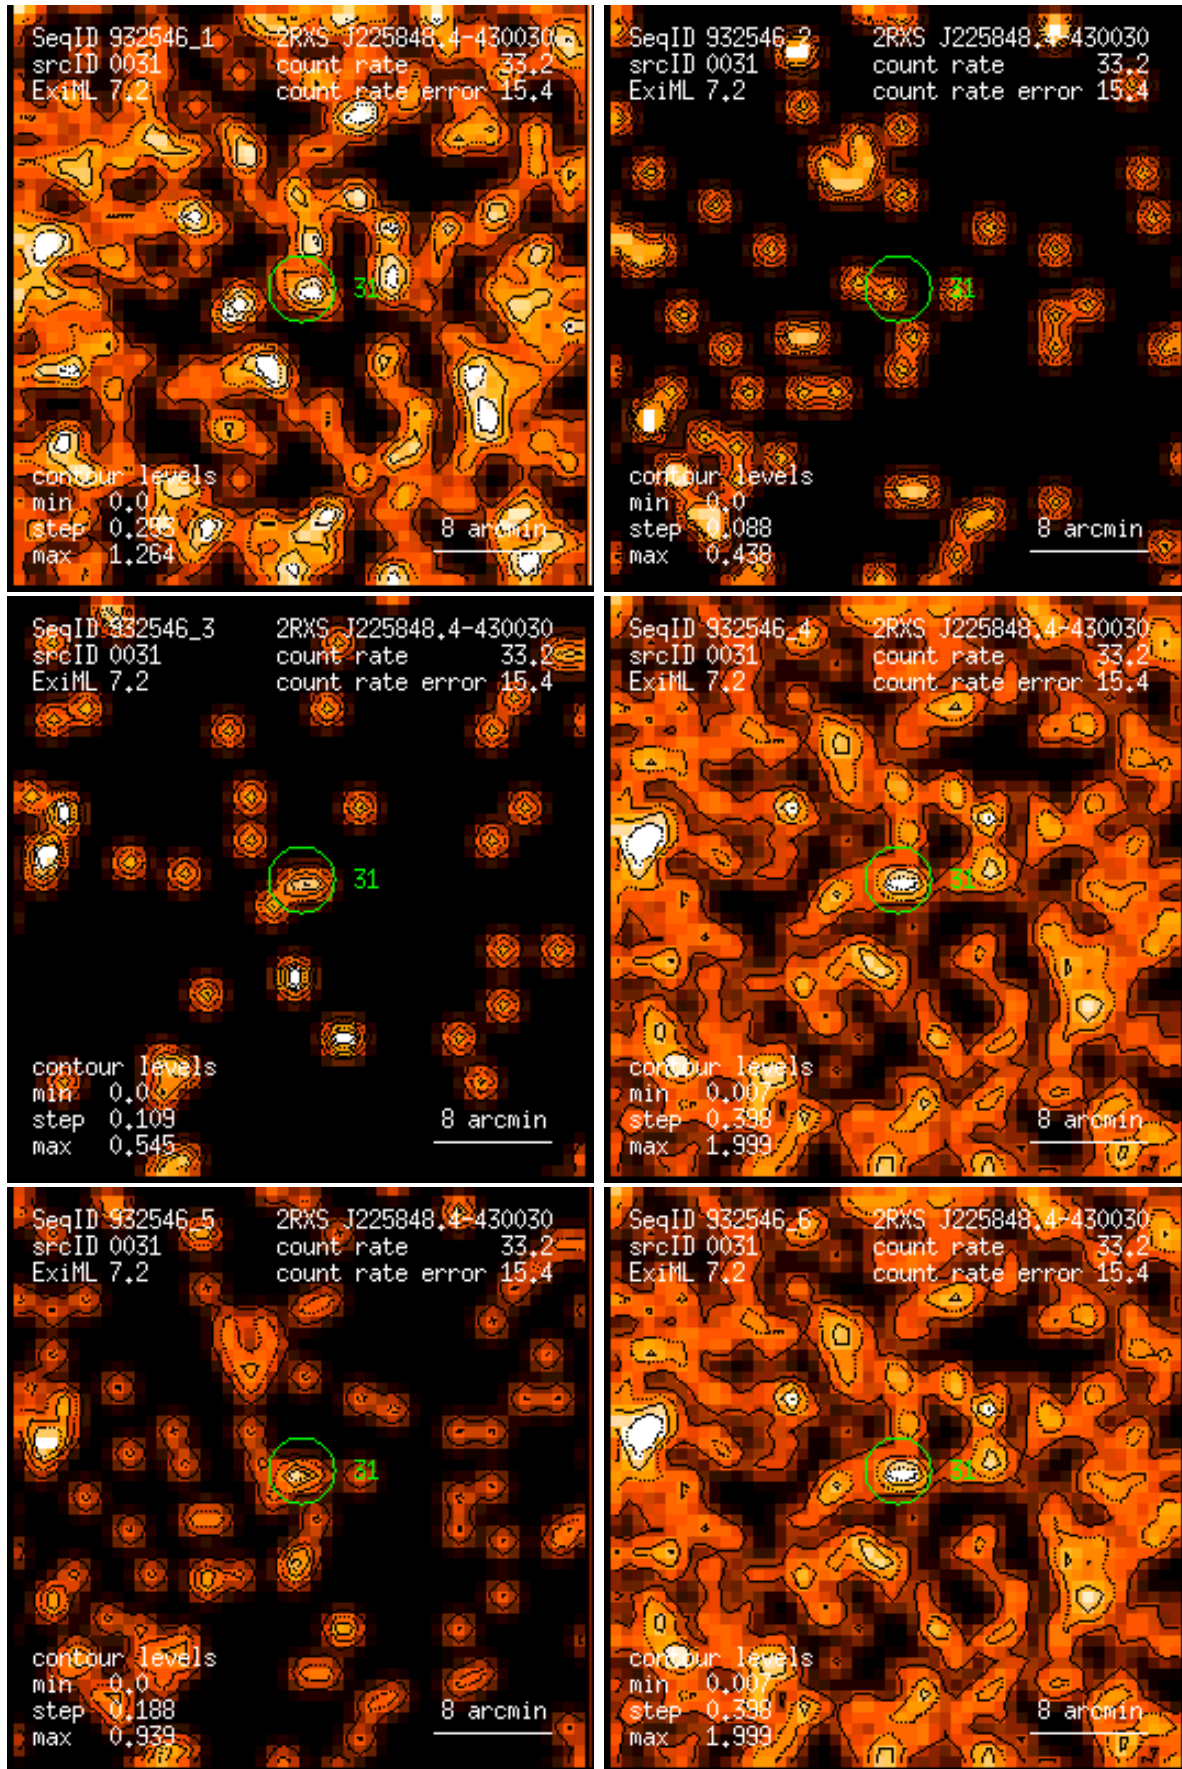 SeqID 932546_1 2RXS J225848.4-430030
srcID 0031 count rate 33.2
ExiML 7.2 count rate error 15.4
31
contour levels
min 0.0
step 0.293 8 arcmin
max 1.264
SeqID 932546_2 2RXS J225848.4-430030
srcID 0031 count rate 33.2
ExiML 7.2 count rate error 15.4
31
contour levels
min 0.0
step 0.088 8 arcmin
max 0.438
SeqID 932546_3 2RXS J225848.4-430030
srcID 0031 count rate 33.2
ExiML 7.2 count rate error 15.4
31
contour levels
min 0.0
step 0.109 8 arcmin
max 0.545
SeqID 932546_4 2RXS J225848.4-430030
srcID 0031 count rate 33.2
ExiML 7.2 count rate error 15.4
31
contour levels
min 0.007
step 0.398 8 arcmin
max 1.999
SeqID 932546_5 2RXS J225848.4-430030
srcID 0031 count rate 33.2
ExiML 7.2 count rate error 15.4
31
contour levels
min 0.0
step 0.188 8 arcmin
max 0.939
SeqID 932546_6 2RXS J225848.4-430030
srcID 0031 count rate 33.2
ExiML 7.2 count rate error 15.4
31
contour levels
min 0.007
step 0.398 8 arcmin
max 1.999